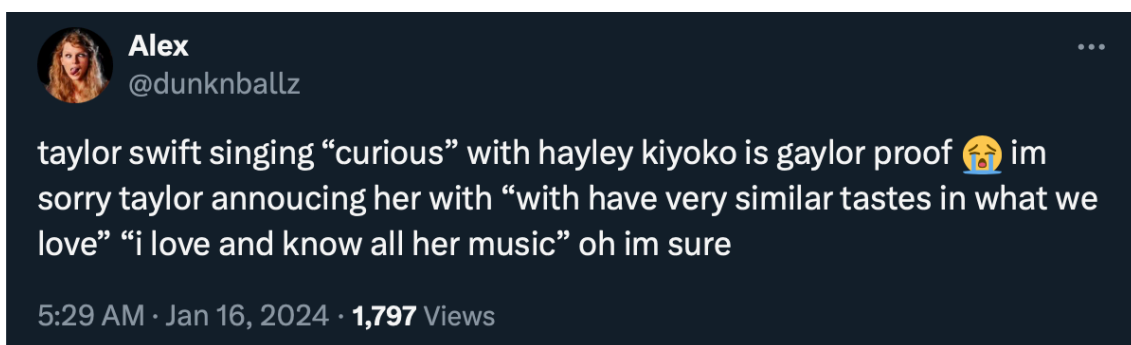 Alex
@dunknballz
taylor swift singing “curious” with hayley kiyoko is gaylor proof 😭 im
sorry taylor annoucing her with “with have very similar tastes in what we
love” “i love and know all her music” oh im sure
5:29 AM · Jan 16, 2024 · 1,797 Views